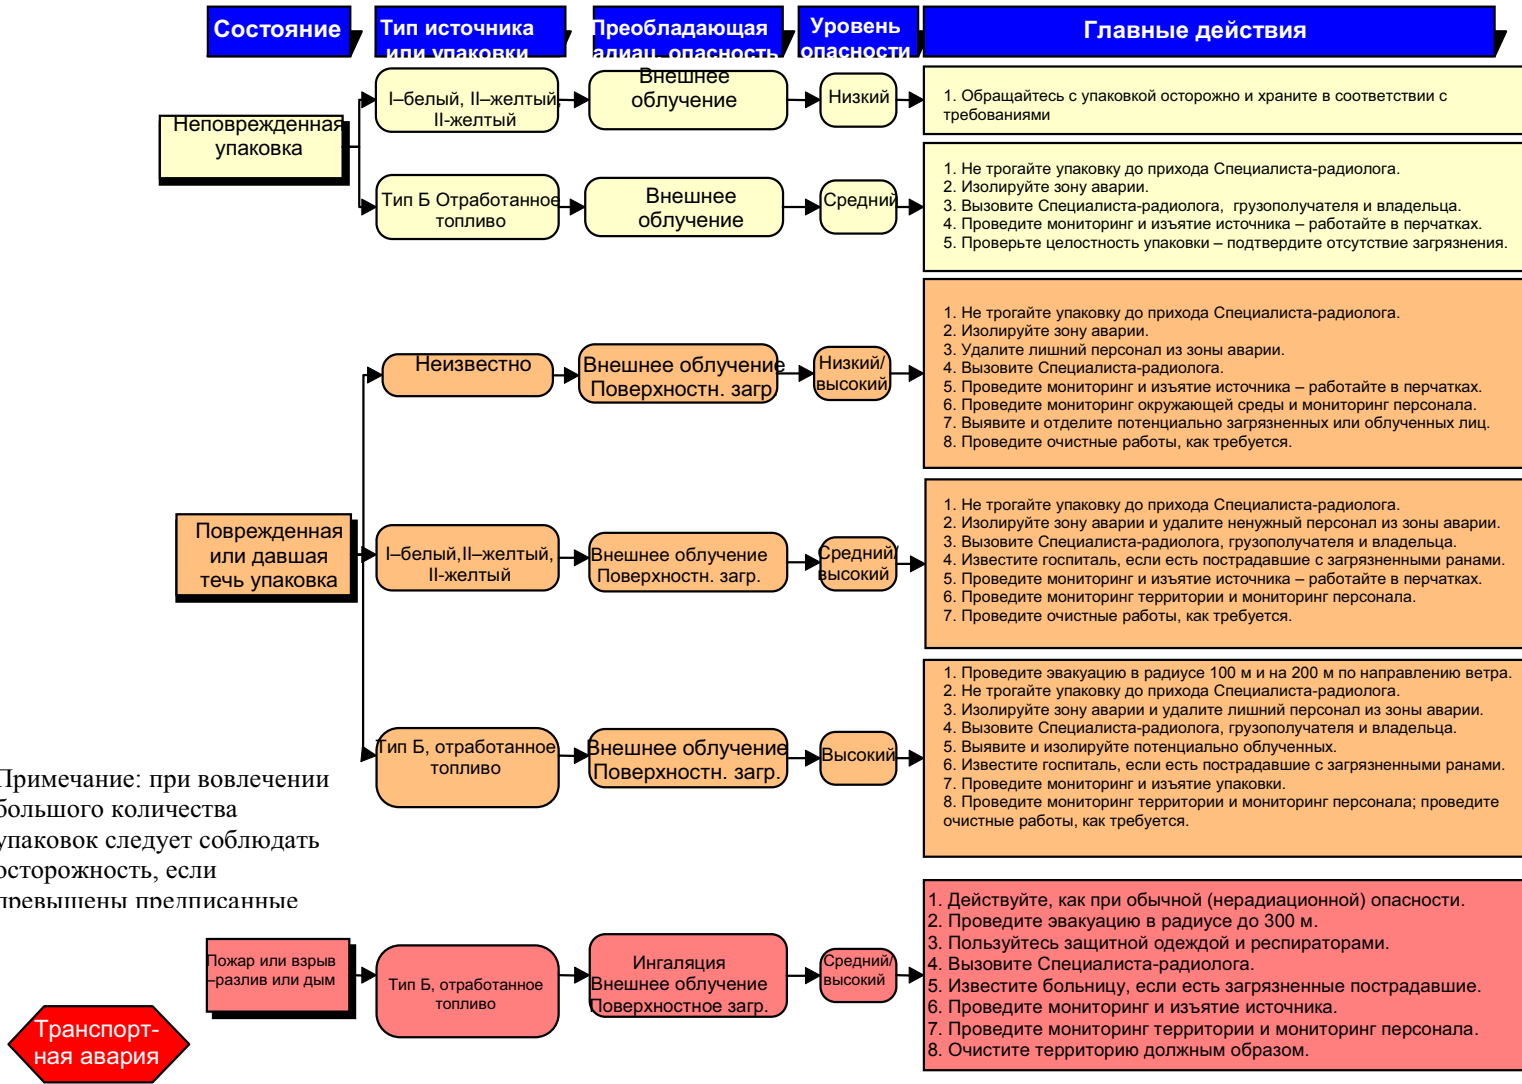 Состояние
Тип источника
или упаковки
Преобладающая
адиац. опасность
Уровень
опасности
Главные действия
Неповрежденная
упаковка
I–белый, II–желтый,
II-желтый
Внешнее
облучение
Низкий
1. Обращайтесь с упаковкой осторожно и храните в соответствии с
требованиями
Тип Б Отработанное
топливо
Внешнее
облучение
Средний
1. Не трогайте упаковку до прихода Специалиста-радиолога.
2. Изолируйте зону аварии.
3. Вызовите Специалиста-радиолога, грузополучателя и владельца.
4. Проведите мониторинг и изъятие источника – работайте в перчатках.
5. Проверьте целостность упаковки – подтвердите отсутствие загрязнения.
Поврежденная
или давшая
течь упаковка
Неизвестно
Внешнее облучение
Поверхностн. загр.
Низкий/
высокий
1. Не трогайте упаковку до прихода Специалиста-радиолога.
2. Изолируйте зону аварии.
3. Удалите лишний персонал из зоны аварии.
4. Вызовите Специалиста-радиолога.
5. Проведите мониторинг и изъятие источника – работайте в перчатках.
6. Проведите мониторинг окружающей среды и мониторинг персонала.
7. Выявите и отделите потенциально загрязненных или облученных лиц.
8. Проведите очистные работы, как требуется.
I–белый,II–желтый,
II-желтый
Внешнее облучение
Поверхностн. загр.
Средний/
высокий
1. Не трогайте упаковку до прихода Специалиста-радиолога.
2. Изолируйте зону аварии и удалите ненужный персонал из зоны аварии.
3. Вызовите Специалиста-радиолога, грузополучателя и владельца.
4. Известите госпиталь, если есть пострадавшие с загрязненными ранами.
5. Проведите мониторинг и изъятие источника – работайте в перчатках.
6. Проведите мониторинг территории и мониторинг персонала.
7. Проведите очистные работы, как требуется.
Тип Б, отработанное
топливо
Внешнее облучение
Поверхностн. загр.
Высокий
1. Проведите эвакуацию в радиусе 100 м и на 200 м по направлению ветра.
2. Не трогайте упаковку до прихода Специалиста-радиолога.
3. Изолируйте зону аварии и удалите лишний персонал из зоны аварии.
4. Вызовите Специалиста-радиолога, грузополучателя и владельца.
5. Выявите и изолируйте потенциально облученных.
6. Известите госпиталь, если есть пострадавшие с загрязненными ранами.
7. Проведите мониторинг и изъятие упаковки.
8. Проведите мониторинг территории и мониторинг персонала; проведите
очистные работы, как требуется.
Примечание: при вовлечении
большого количества
упаковок следует соблюдать
осторожность, если
превышены предписанные
Пожар или взрыв
–разлив или дым
Тип Б, отработанное
топливо
Ингаляция
Внешнее облучение
Поверхностное загр.
Средний/
высокий
1. Действуйте, как при обычной (нерадиационной) опасности.
2. Проведите эвакуацию в радиусе до 300 м.
3. Пользуйтесь защитной одеждой и респираторами.
4. Вызовите Специалиста-радиолога.
5. Известите больницу, если есть загрязненные пострадавшие.
6. Проведите мониторинг и изъятие источника.
7. Проведите мониторинг территории и мониторинг персонала.
8. Очистите территорию должным образом.
Транспорт-
ная авария